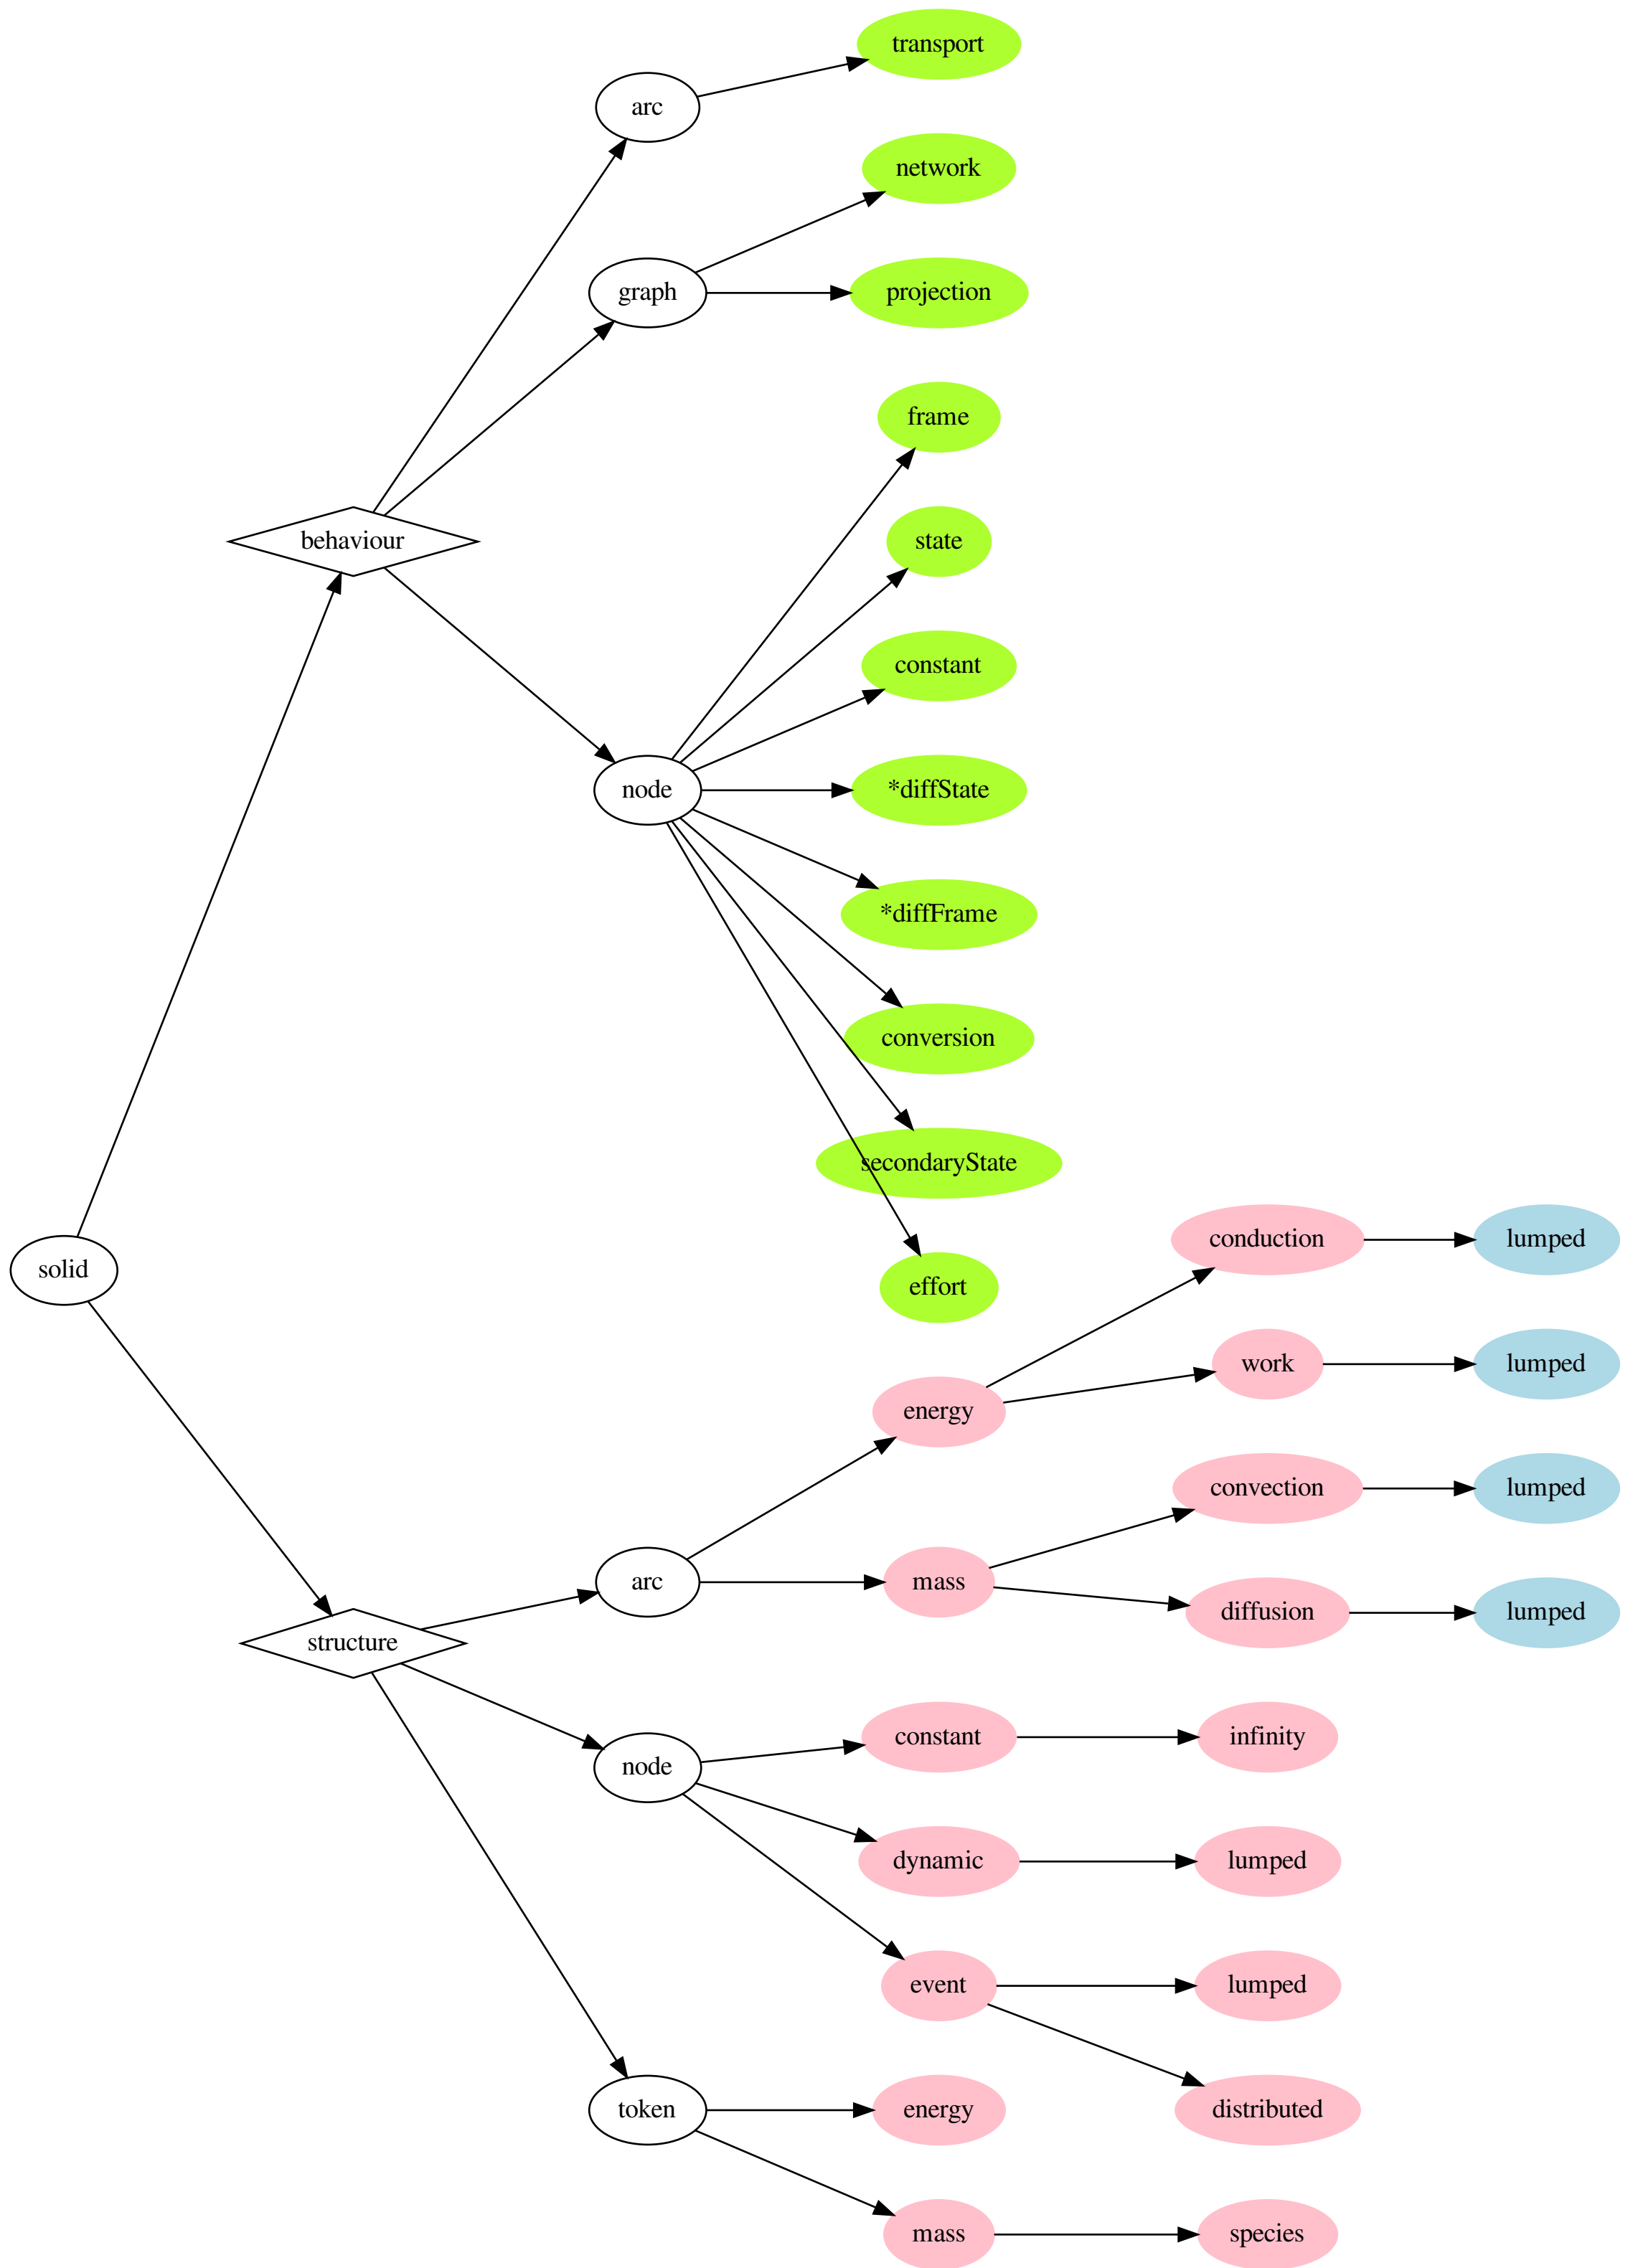 transport
arc
network
graph
projection
frame
behaviour
state
constant
node
*diffState
*diffFrame
conversion
secondaryState
solid
effort
conduction
lumped
energy
work
lumped
convection
lumped
arc
mass
diffusion
lumped
structure
constant
infinity
node
dynamic
lumped
event
lumped
token
energy
distributed
mass
species